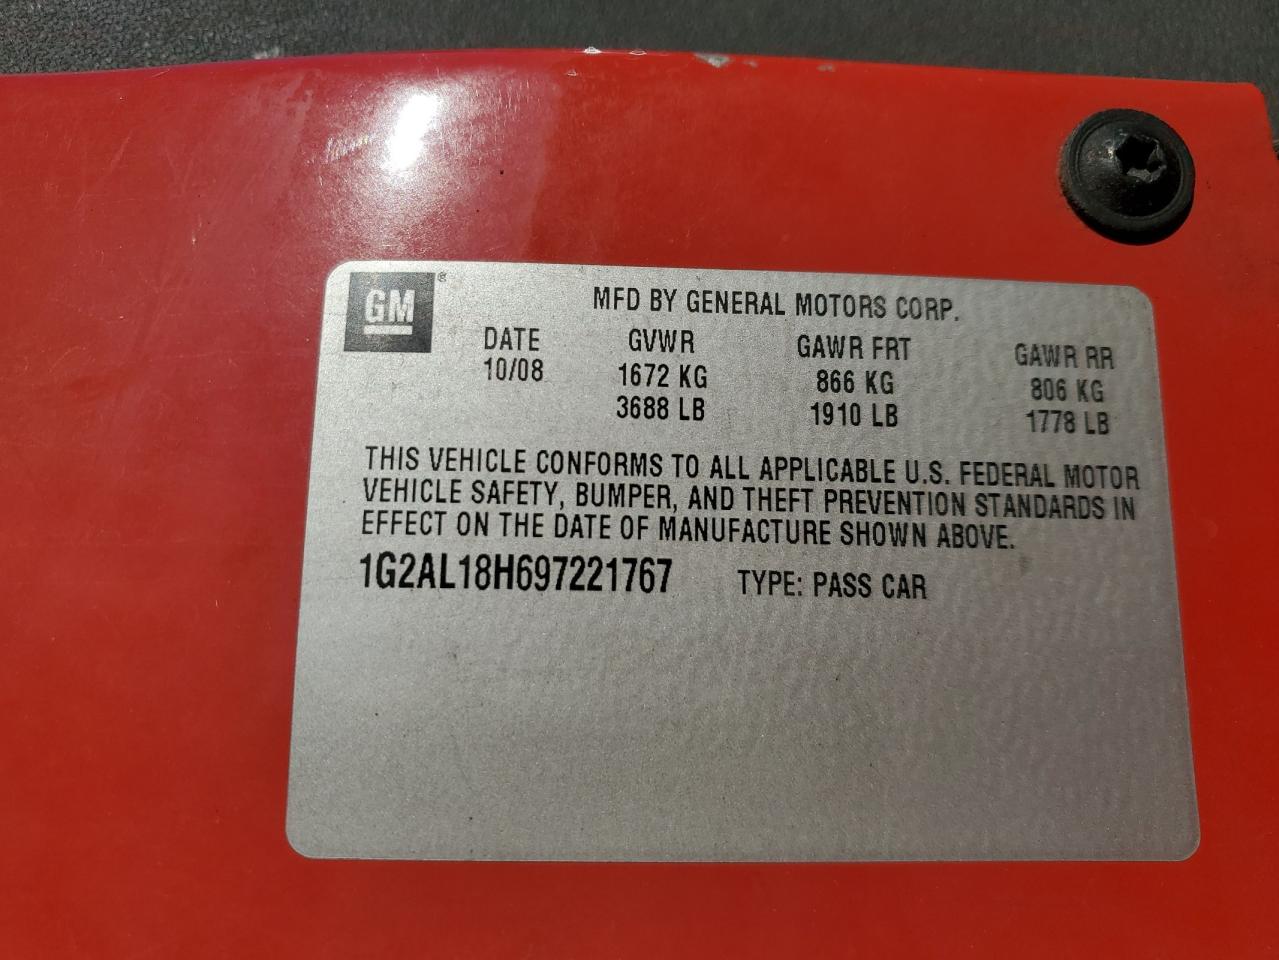 GM ®
MFD BY GENERAL MOTORS CORP.
DATE GVWR GAWR FRT GAWR RR
10/08 1672 KG 866 KG 806 KG
3688 LB 1910 LB 1778 LB
THIS VEHICLE CONFORMS TO ALL APPLICABLE U.S. FEDERAL MOTOR
VEHICLE SAFETY, BUMPER, AND THEFT PREVENTION STANDARDS IN
EFFECT ON THE DATE OF MANUFACTURE SHOWN ABOVE.
1G2AL18H697221767 TYPE: PASS CAR